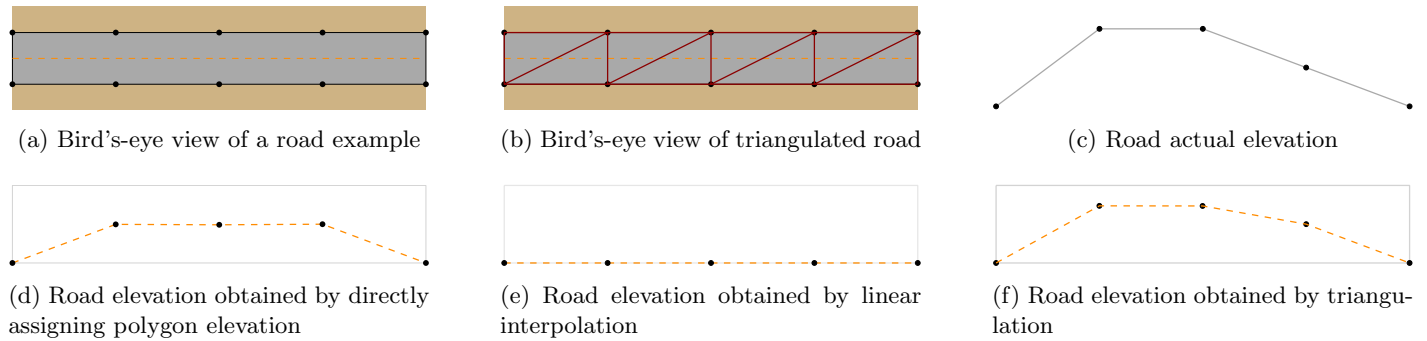 (a) Bird's-eye view of a road example
(b) Bird's-eye view of triangulated road
(c) Road actual elevation
(d) Road elevation obtained by directly
assigning polygon elevation
(e) Road elevation obtained by linear
interpolation
(f) Road elevation obtained by triangu-
lation